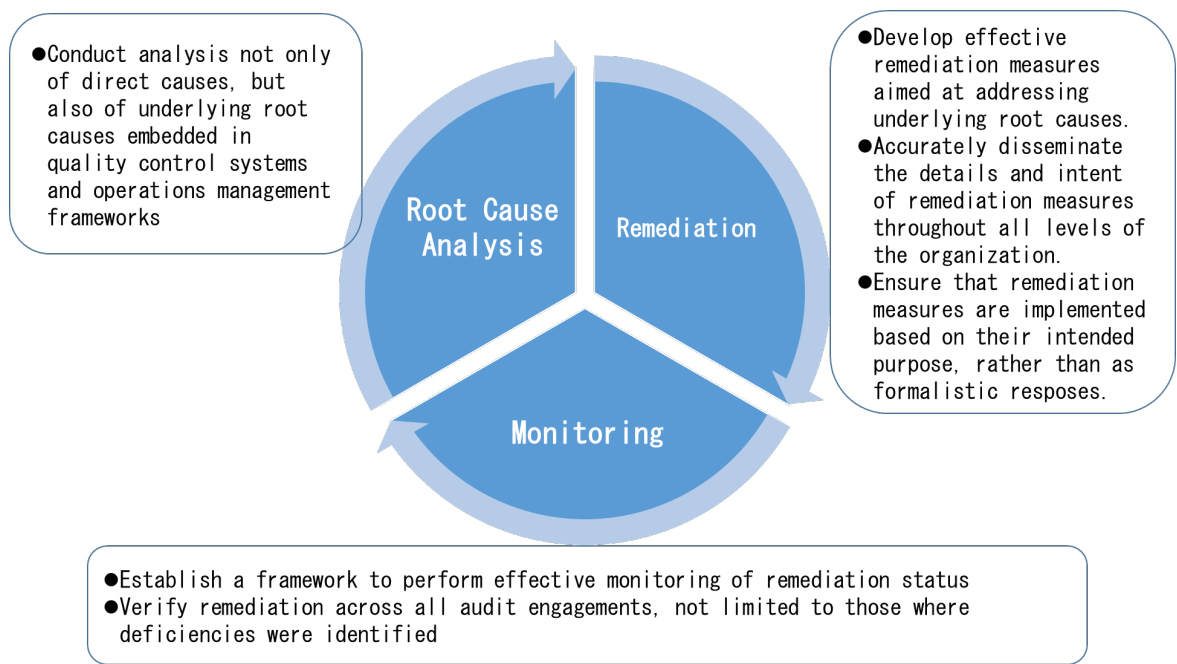 ●Conduct analysis not only
of direct causes, but
also of underlying root
causes embedded in
quality control systems
and operations management
frameworks
Root Cause
Analysis
Remediation
●Develop effective
remediation measures
aimed at addressing
underlying root causes.
●Accurately disseminate
the details and intent
of remediation measures
throughout all levels of
the organization.
●Ensure that remediation
measures are implemented
based on their intended
purpose, rather than as
formalistic resposes.
Monitoring
●Establish a framework to perform effective monitoring of remediation status
●Verify remediation across all audit engagements, not limited to those where
deficiencies were identified